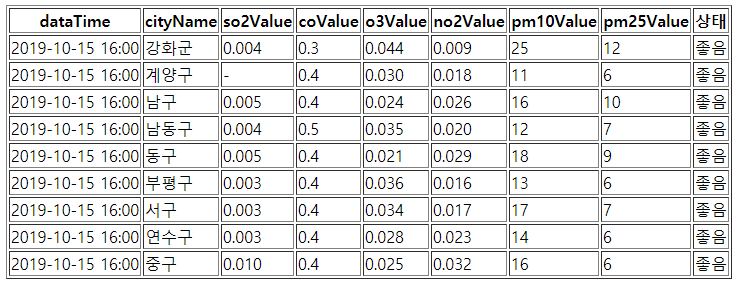 dataTime cityName so2Value coValue o3Value no2Value pm10Value pm25Value 상태
2019-10-15 16:00 강화군 0.004 0.3 0.044 0.009 25 12 좋음
2019-10-15 16:00 계양구 - 0.4 0.030 0.018 11 6 좋음
2019-10-15 16:00 남구 0.005 0.4 0.024 0.026 16 10 좋음
2019-10-15 16:00 남동구 0.004 0.5 0.035 0.020 12 7 좋음
2019-10-15 16:00 동구 0.005 0.4 0.021 0.029 18 9 좋음
2019-10-15 16:00 부평구 0.003 0.4 0.036 0.016 13 6 좋음
2019-10-15 16:00 서구 0.003 0.4 0.034 0.017 17 7 좋음
2019-10-15 16:00 연수구 0.003 0.4 0.028 0.023 14 6 좋음
2019-10-15 16:00 중구 0.010 0.4 0.025 0.032 16 6 좋음